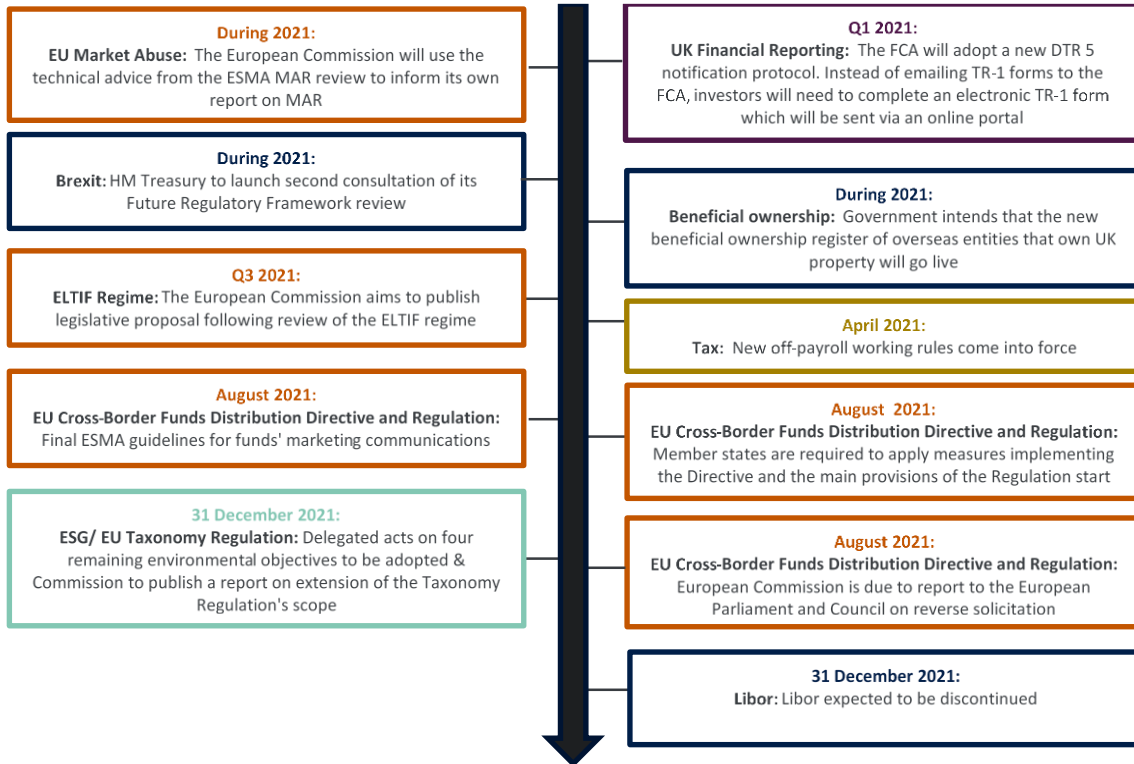 During 2021:
EU Market Abuse: The European Commission will use the
technical advice from the ESMA MAR review to inform its own
report on MAR
During 2021:
Brexit: HM Treasury to launch second consultation of its
Future Regulatory Framework review
Q3 2021:
ELTIF Regime: The European Commission aims to publish
legislative proposal following review of the ELTIF regime
August 2021:
EU Cross-Border Funds Distribution Directive and Regulation:
Final ESMA guidelines for funds' marketing communications
31 December 2021:
ESG/ EU Taxonomy Regulation: Delegated acts on four
remaining environmental objectives to be adopted &
Commission to publish a report on extension of the Taxonomy
Regulation's scope
Q1 2021:
UK Financial Reporting: The FCA will adopt a new DTR 5
notification protocol. Instead of emailing TR-1 forms to the
FCA, investors will need to complete an electronic TR-1 form
which will be sent via an online portal
During 2021:
Beneficial ownership: Government intends that the new
beneficial ownership register of overseas entities that own UK
property will go live
April 2021:
Tax: New off-payroll working rules come into force
August 2021:
EU Cross-Border Funds Distribution Directive and Regulation:
Member states are required to apply measures implementing
the Directive and the main provisions of the Regulation start
August 2021:
EU Cross-Border Funds Distribution Directive and Regulation:
European Commission is due to report to the European
Parliament and Council on reverse solicitation
31 December 2021:
Libor: Libor expected to be discontinued